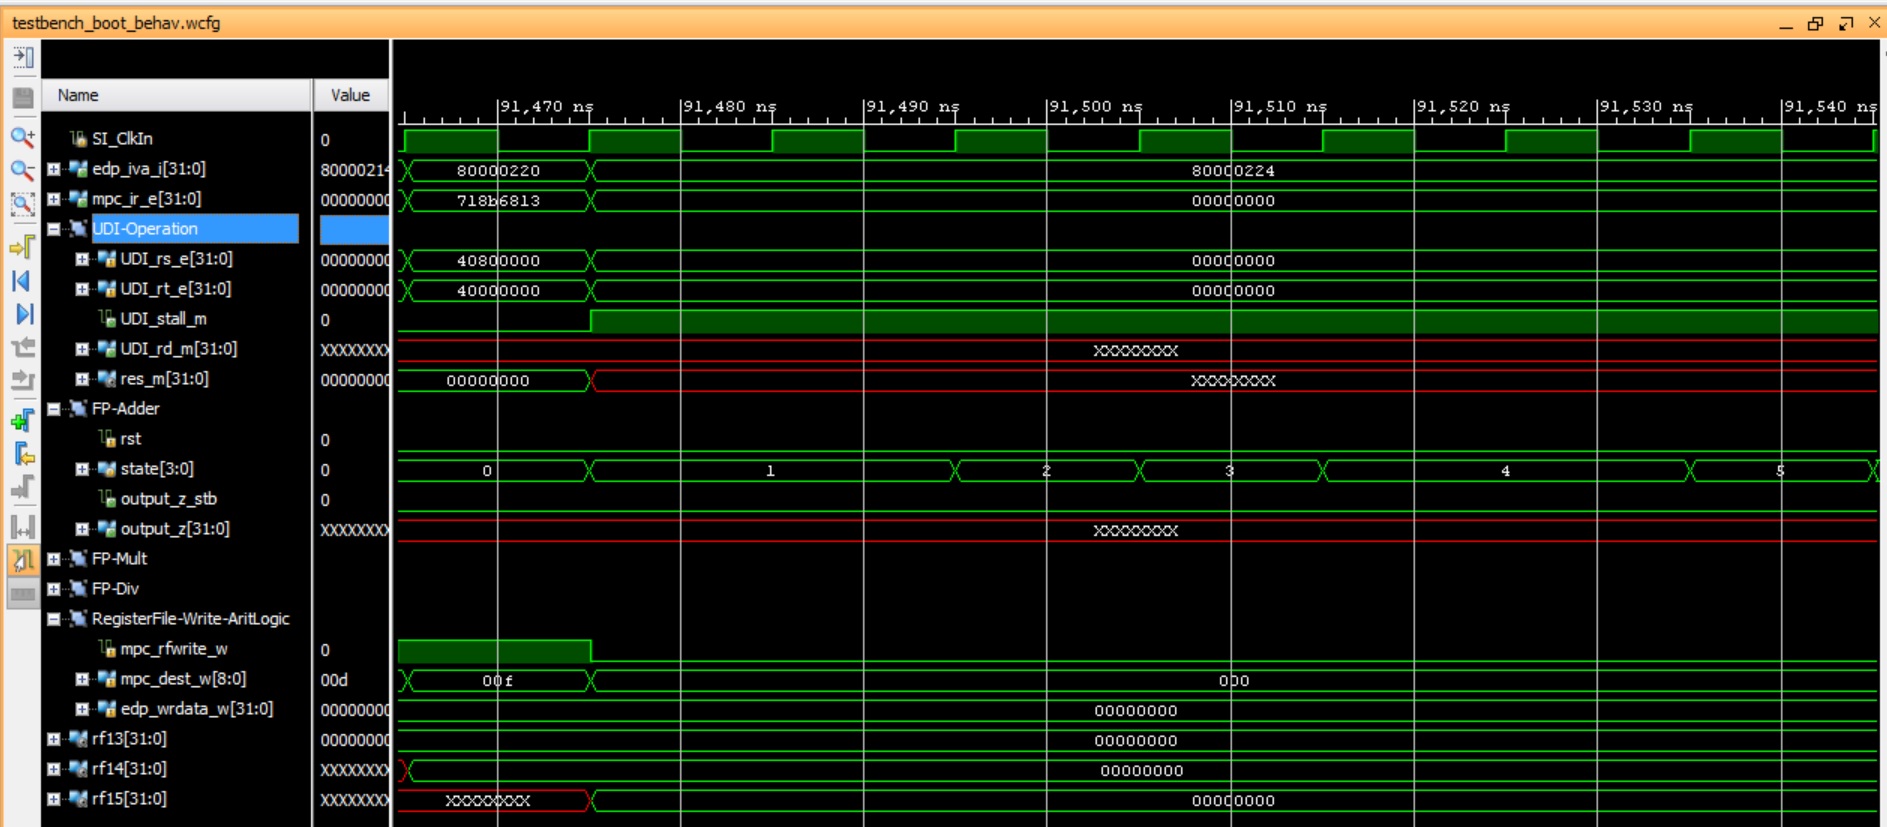 testbench_boot_behav.wcfg
Name Value
91,470 ns 91,480 ns 91,490 ns 91,500 ns 91,510 ns 91,520 ns 91,530 ns 91,540 ns
SI_ClkIn 0
edp_iva_i[31:0] 80000214 80000220 80000224
mpc_ir_e[31:0] 00000000 718b6813 00000000
UDI-Operation
UDI_rs_e[31:0] 00000000 40800000 00000000
UDI_rt_e[31:0] 00000000 40000000 00000000
UDI_stall_m 0
UDI_rd_m[31:0] XXXXXXXX XXXXXXXX
res_m[31:0] 00000000 00000000 XXXXXXXX
FP-Adder
rst 0
state[3:0] 0 0 1 2 3 4 5
output_z_stb 0
output_z[31:0] XXXXXXXX XXXXXXXX
FP-Mult
FP-Div
RegisterFile-Write-AritLogic
mpc_rfwrite_w 0
mpc_dest_w[8:0] 00d 00f 000
edp_wrdata_w[31:0] 00000000 00000000
rf13[31:0] 00000000 00000000
rf14[31:0] XXXXXXXX 00000000
rf15[31:0] XXXXXXXX XXXXXXXX 00000000